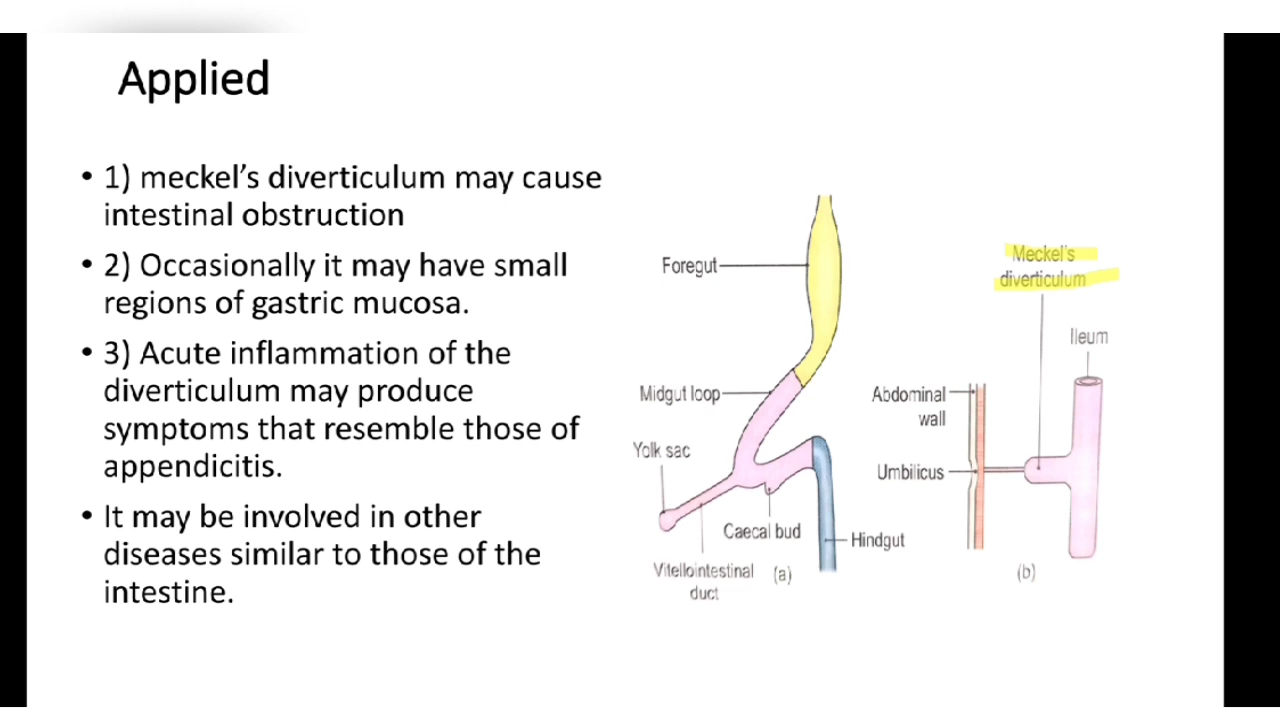 Applied
• 1) meckel's diverticulum may cause
intestinal obstruction
• 2) Occasionally it may have small
regions of gastric mucosa.
• 3) Acute inflammation of the
diverticulum may produce
symptoms that resemble those of
appendicitis.
• It may be involved in other
diseases similar to those of the
intestine.
Foregut
Midgut loop
Yolk sac
Caecal bud
Hindgut
Vitellointestinal
duct
(a)
Meckel's
diverticulum
Ileum
Abdominal
wall
Umbilicus
(b)